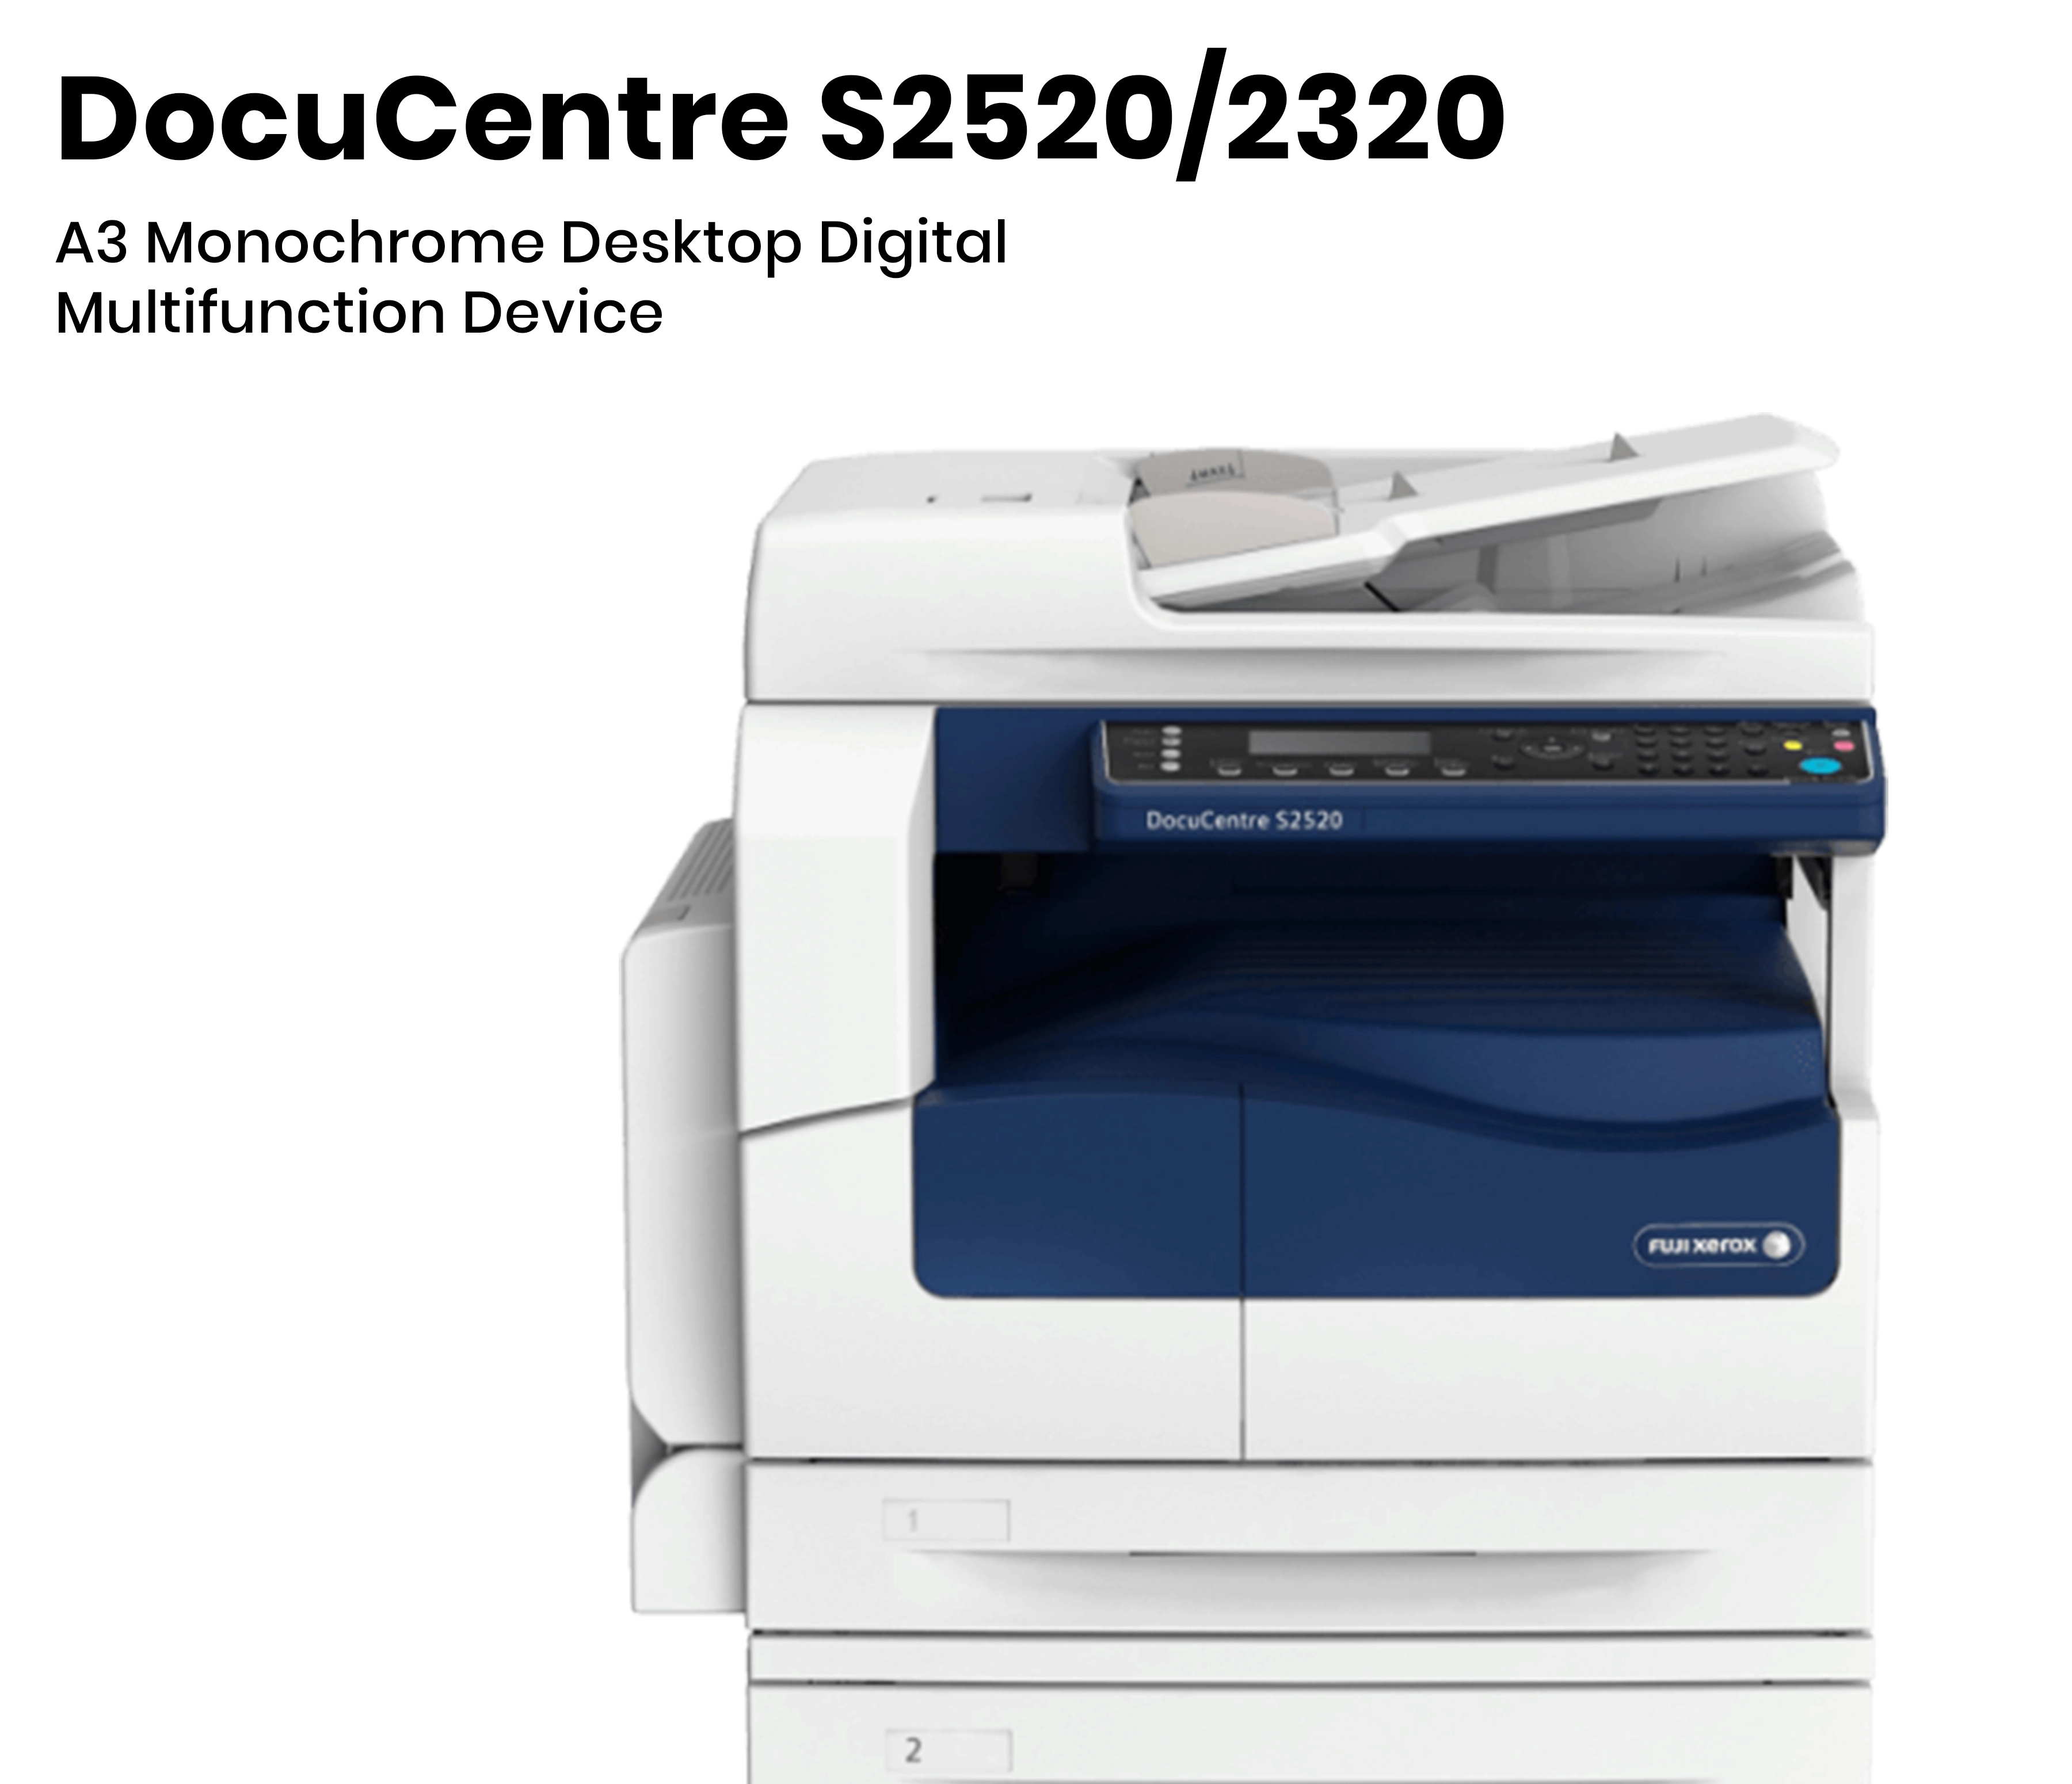 DocuCentre S2520/2320
A3 Monochrome Desktop Digital
Multifunction Device
DocuCentre S2520
FUJI xerox
1
2